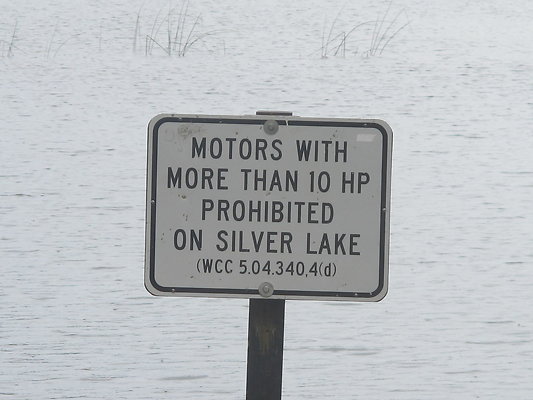 MOTORS WITH
MORE THAN 10 HP
PROHIBITED
ON SILVER LAKE
(WCC 5.04.340,4(d)